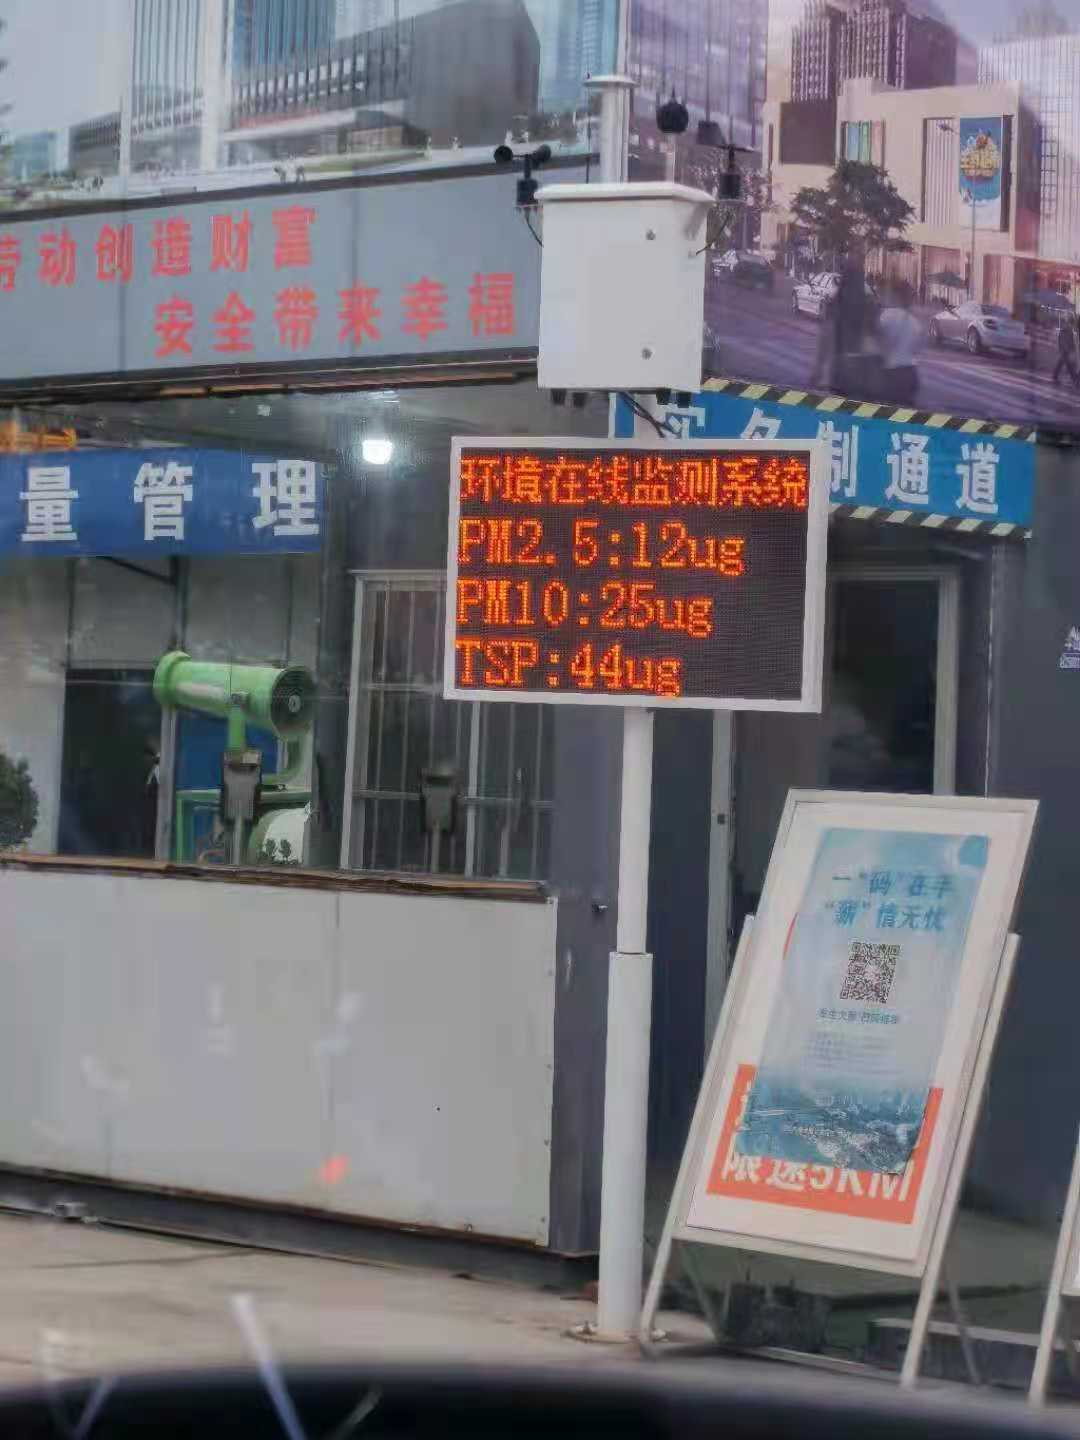 劳动创造财富
安全带来幸福
量管理
实名制通道
环境在线监测系统
PM2.5:12ug
PM10:25ug
TSP:44ug
一"码"在手
"薪"情无忧
限速5KM